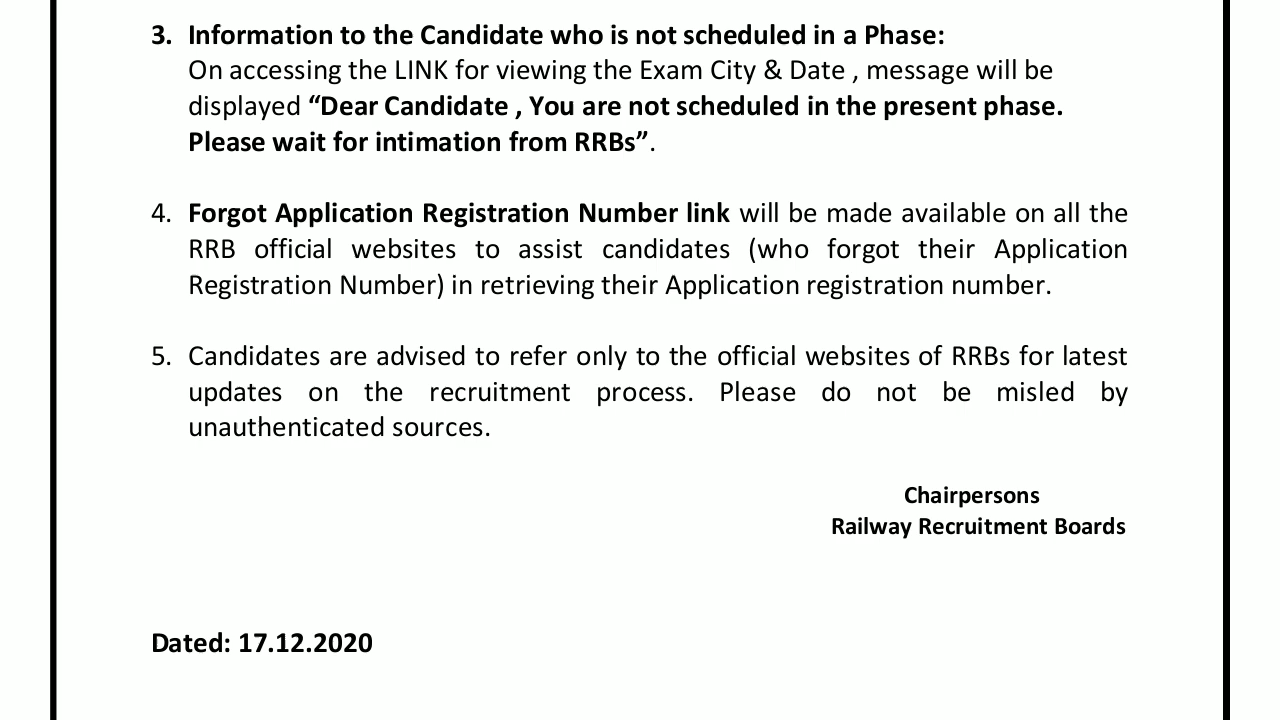 3. Information to the Candidate who is not scheduled in a Phase:
On accessing the LINK for viewing the Exam City & Date , message will be
displayed “Dear Candidate , You are not scheduled in the present phase.
Please wait for intimation from RRBs”.
4. Forgot Application Registration Number link will be made available on all the
RRB official websites to assist candidates (who forgot their Application
Registration Number) in retrieving their Application registration number.
5. Candidates are advised to refer only to the official websites of RRBs for latest
updates on the recruitment process. Please do not be misled by
unauthenticated sources.
Chairpersons
Railway Recruitment Boards
Dated: 17.12.2020